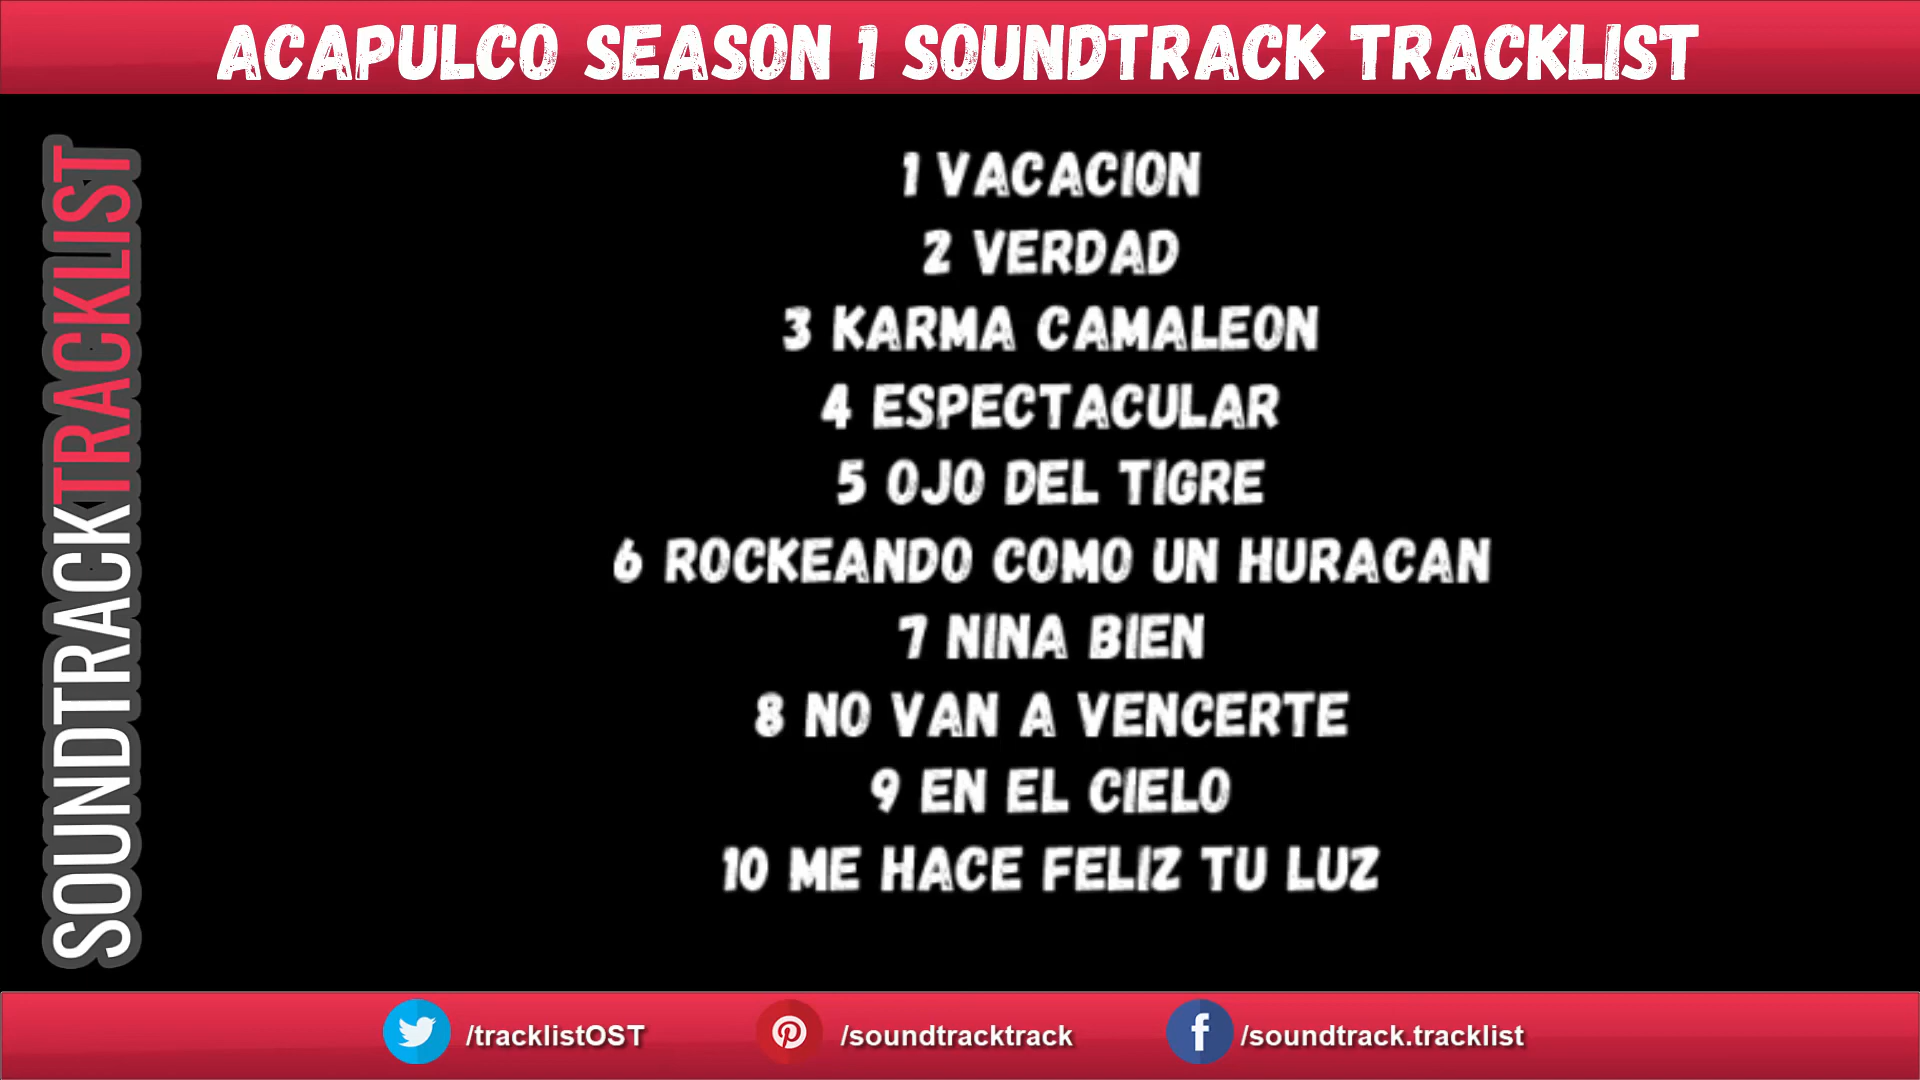 ACAPULCO SEASON 1 SOUNDTRACK TRACKLIST
SOUNDTRACKTRACKLIST
1 VACACION
2 VERDAD
3 KARMA CAMALEON
4 ESPECTACULAR
5 OJO DEL TIGRE
6 ROCKEANDO COMO UN HURACAN
7 NINA BIEN
8 NO VAN A VENCERTE
9 EN EL CIELO
10 ME HACE FELIZ TU LUZ
/tracklistOST /soundtracktrack /soundtrack.tracklist